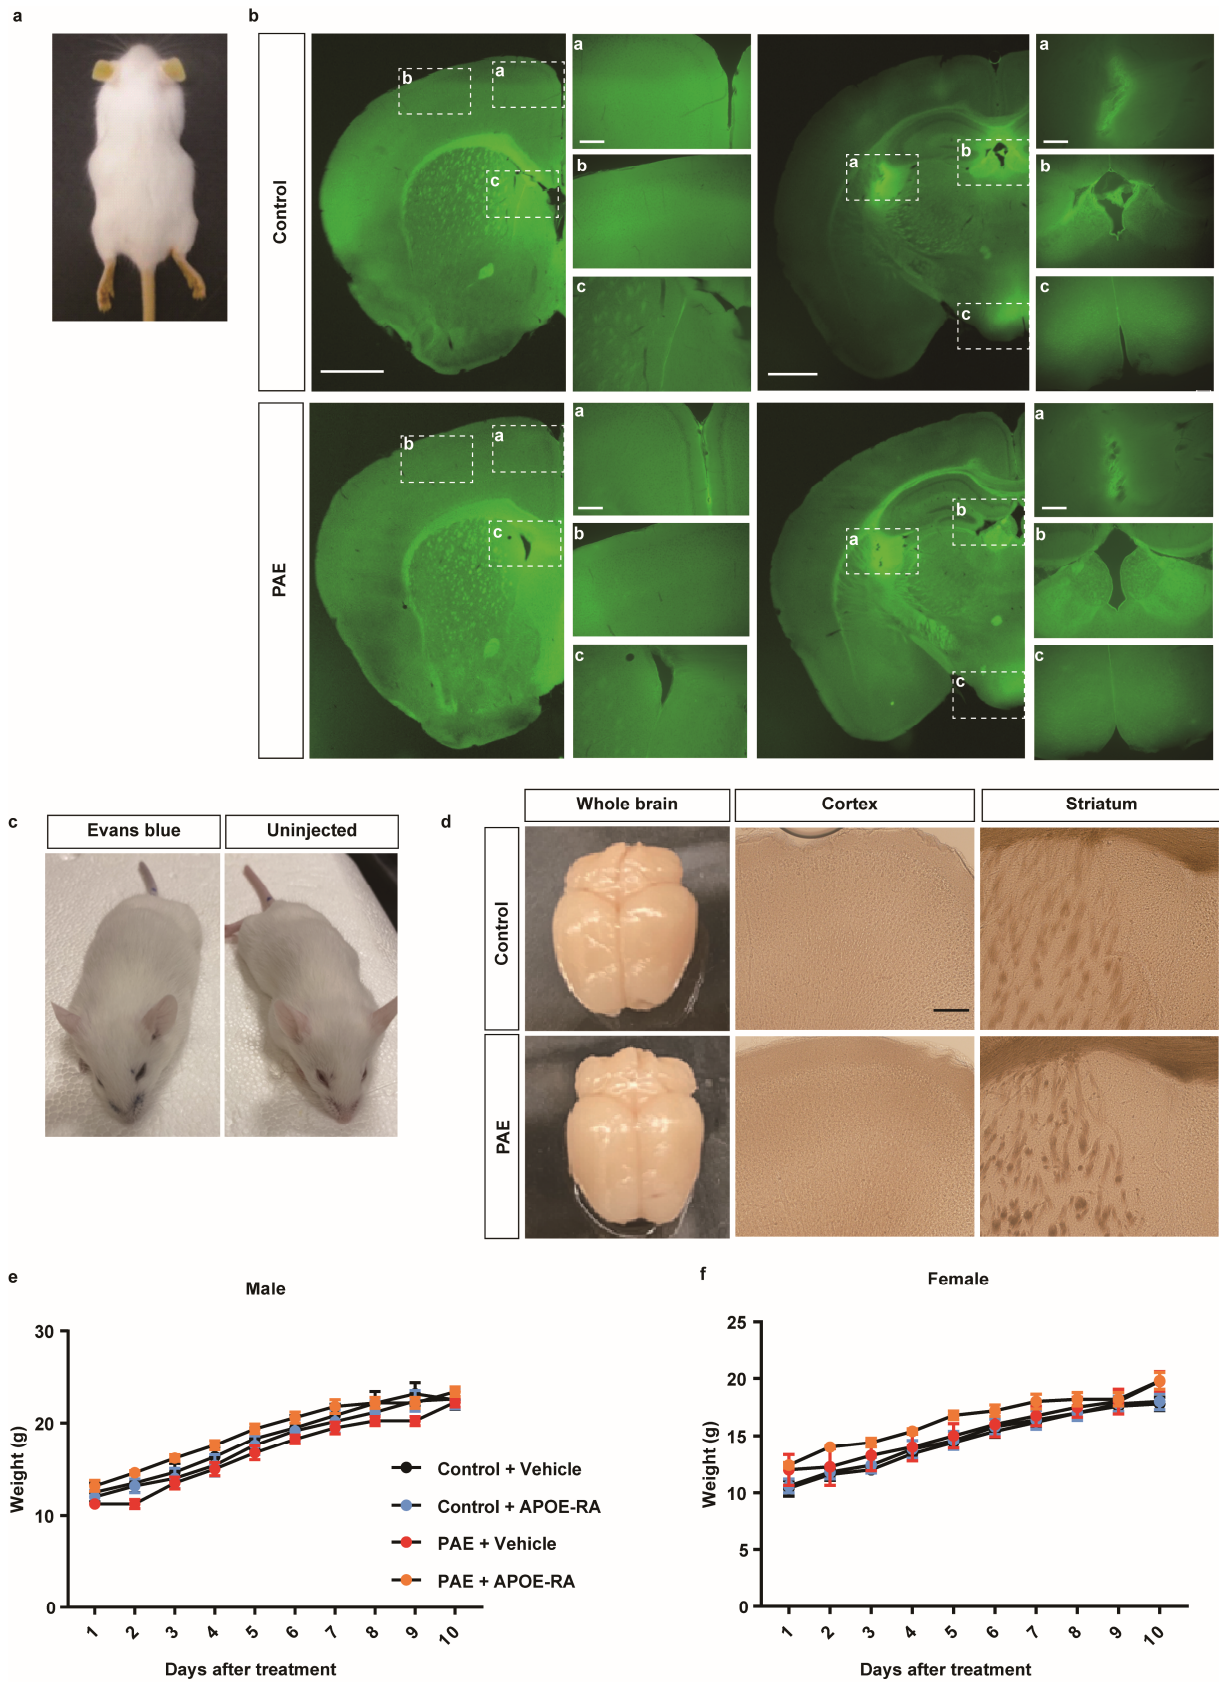 a
b
Control
b
a
c
a
b
c
a
b
c
a
b
c
PAE
b
a
c
a
b
c
a
b
c
a
b
c
c
Evans blue
Uninjected
d
Whole brain
Cortex
Striatum
Control
PAE
e
Male
Weight (g)
30
20
10
0
1 2 3 4 5 6 7 8 9 10
Days after treatment
Control + Vehicle
Control + APOE-RA
PAE + Vehicle
PAE + APOE-RA
f
Female
Weight (g)
25
20
15
10
5
0
1 2 3 4 5 6 7 8 9 10
Days after treatment